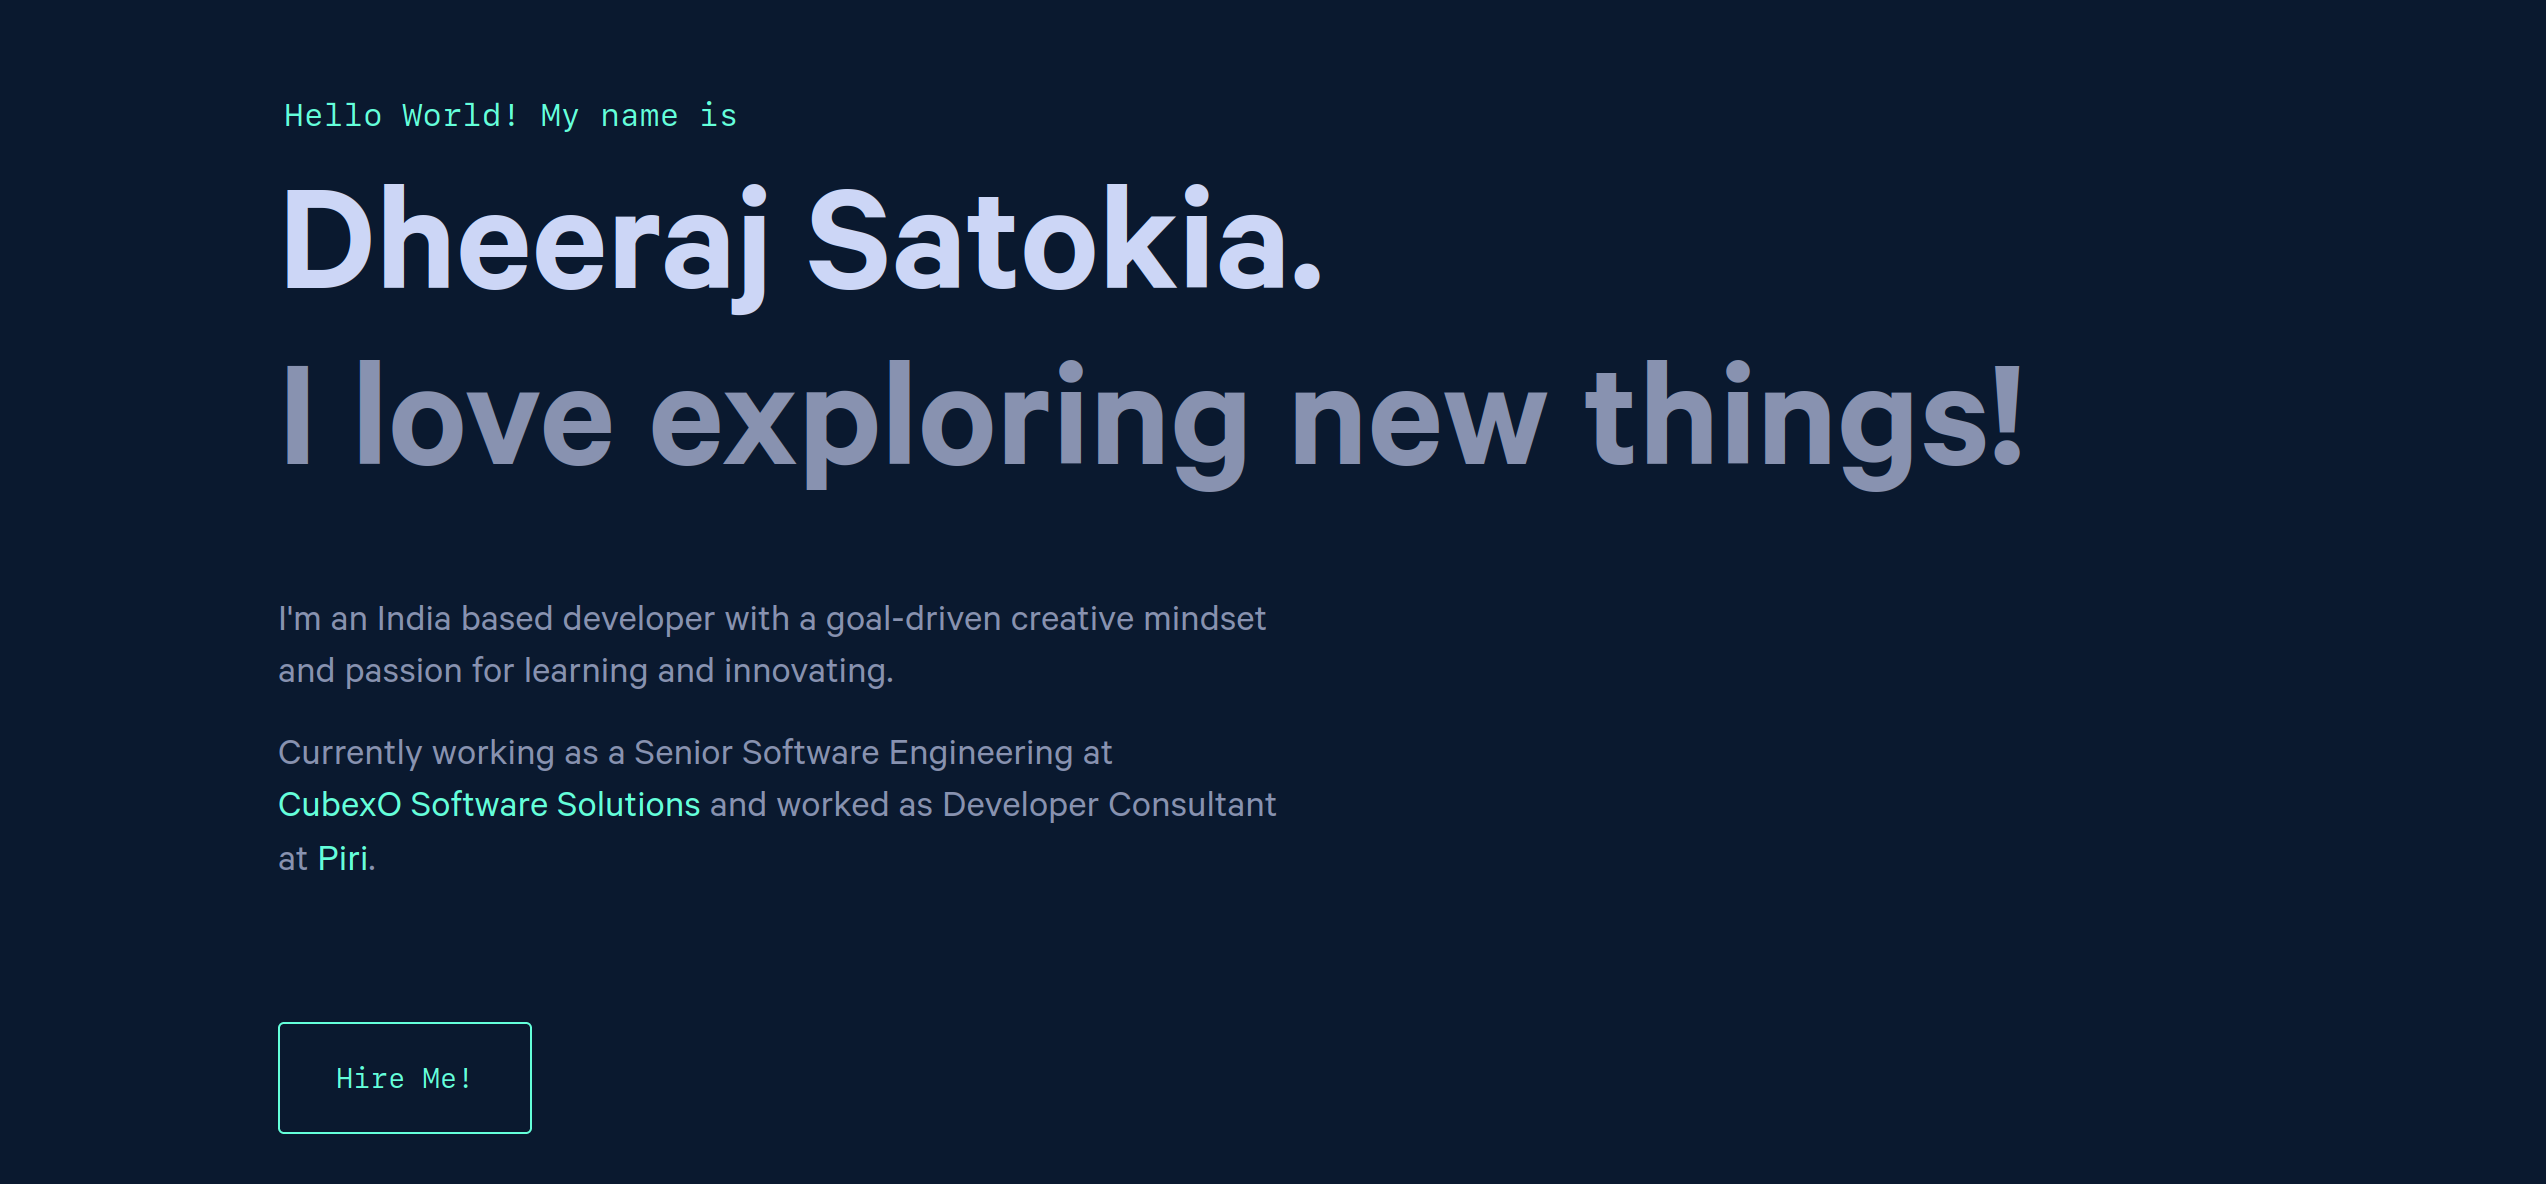 Hello World! My name is
Dheeraj Satokia.
I love exploring new things!
I'm an India based developer with a goal-driven creative mindset
and passion for learning and innovating.
Currently working as a Senior Software Engineering at
CubexO Software Solutions and worked as Developer Consultant
at Piri.
Hire Me!